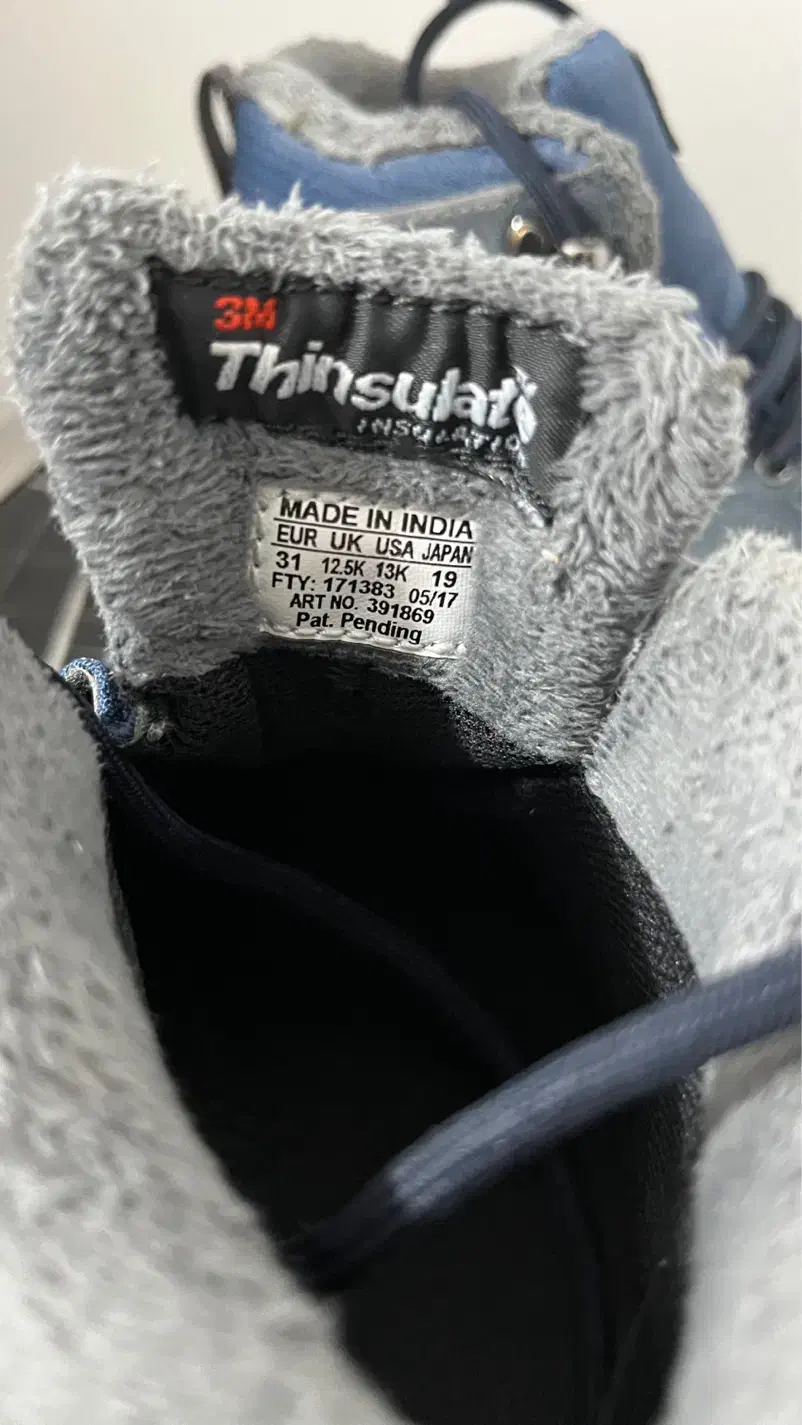 3M
Thinsulate
INSULATIO
MADE IN INDIA
EUR UK USA JAPAN
31 12.5K 13K 19
FTY: 171383 05/17
ART NO. 391869
Pat. Pending